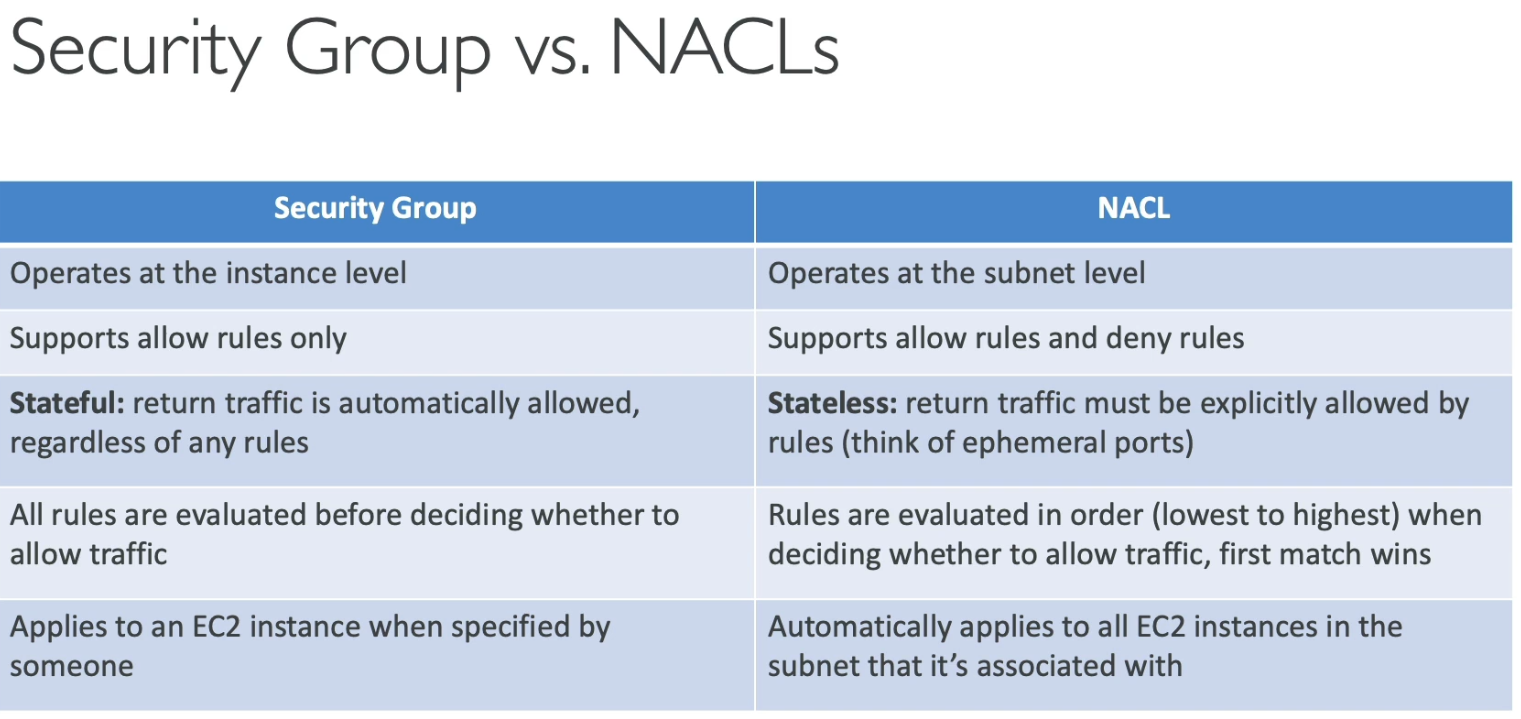 Security Group vs. NACLs
Security Group
NACL
Operates at the instance level
Operates at the subnet level
Supports allow rules only
Supports allow rules and deny rules
Stateful: return traffic is automatically allowed,
regardless of any rules
Stateless: return traffic must be explicitly allowed by
rules (think of ephemeral ports)
All rules are evaluated before deciding whether to
allow traffic
Rules are evaluated in order (lowest to highest) when
deciding whether to allow traffic, first match wins
Applies to an EC2 instance when specified by
someone
Automatically applies to all EC2 instances in the
subnet that it’s associated with